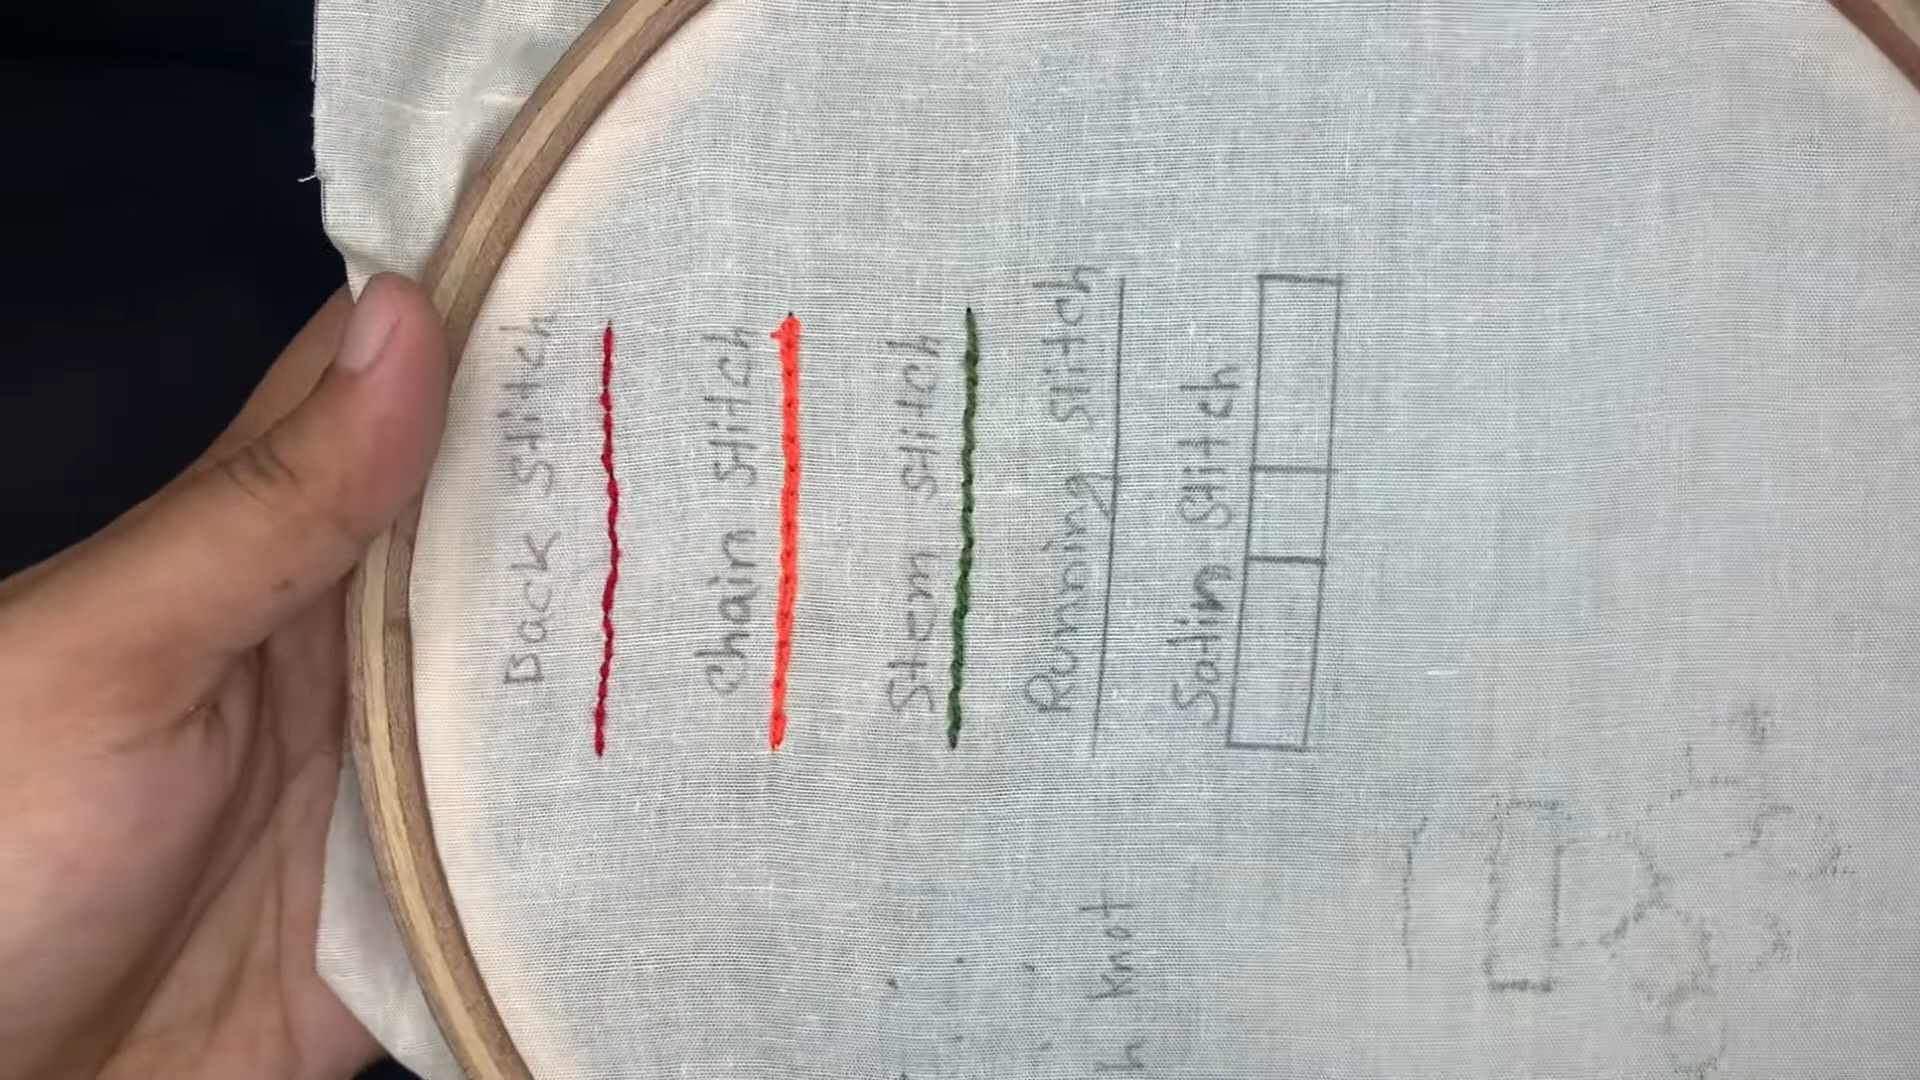 Back stitch
Chain stitch
Stem stitch
Running stitch
Satin stitch
h knot